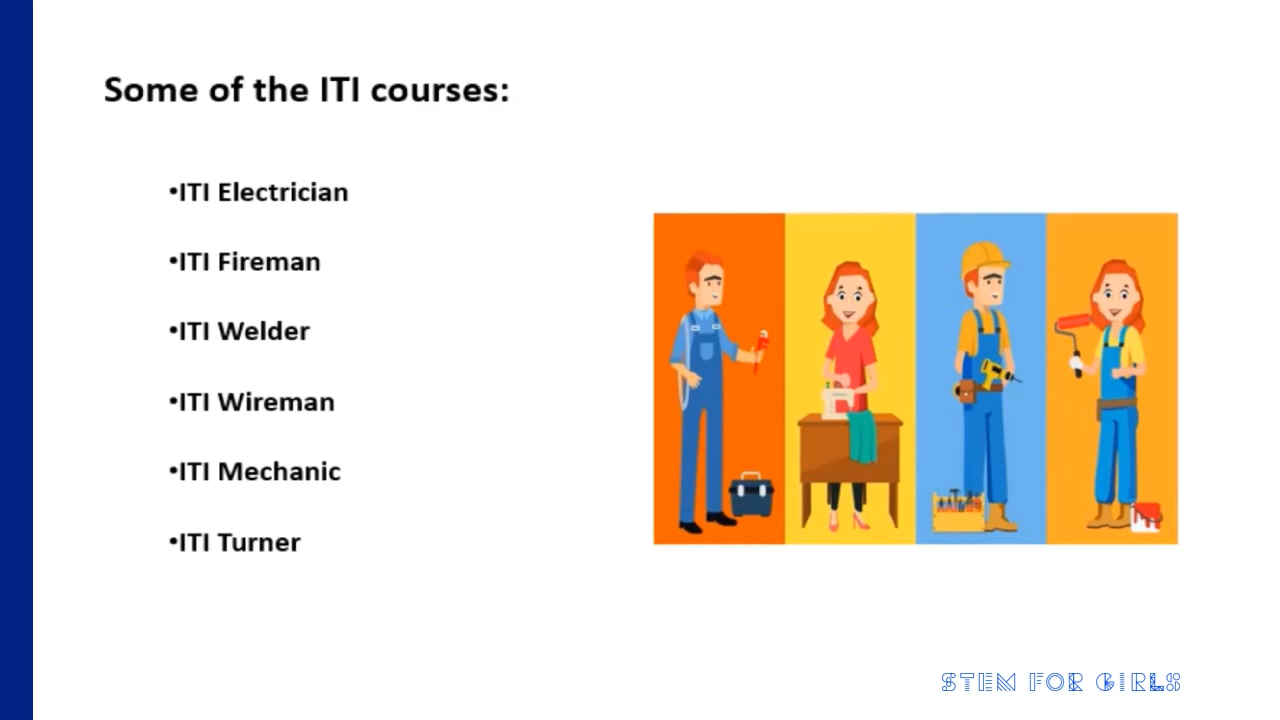 Some of the ITI courses:
•ITI Electrician
•ITI Fireman
•ITI Welder
•ITI Wireman
•ITI Mechanic
•ITI Turner
STEM FOR GIRLS